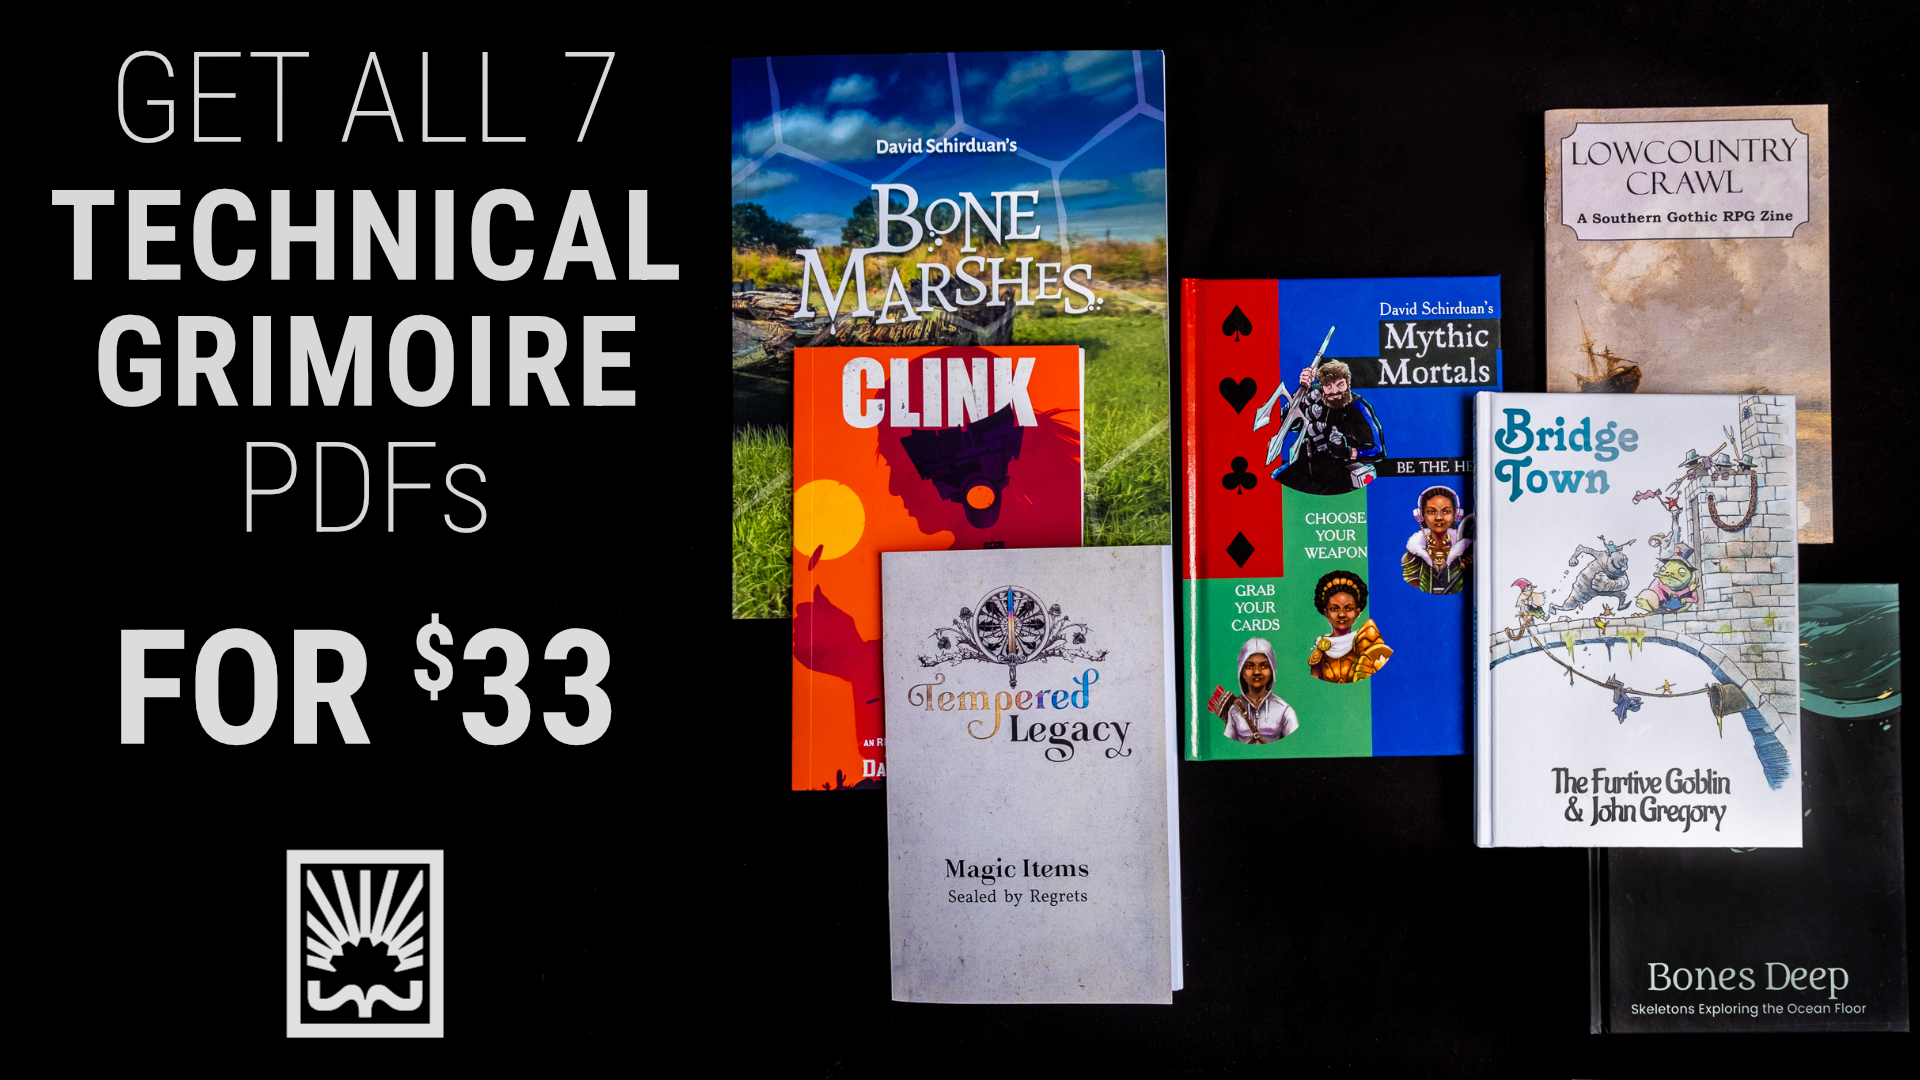 GET ALL 7
TECHNICAL
GRIMOIRE
PDFs
FOR $33
David Schirduan's
BONE
MARSHES
CLINK
AN
DA
Tempered
Legacy
Magic Items
Sealed by Regrets
David Schirduan's
Mythic
Mortals
BE THE HE
CHOOSE
YOUR
WEAPON
GRAB
YOUR
CARDS
LOWCOUNTRY
CRAWL
A Southern Gothic RPG Zine
Bridge
Town
The Furtive Goblin
& John Gregory
Bones Deep
Skeletons Exploring the Ocean Floor